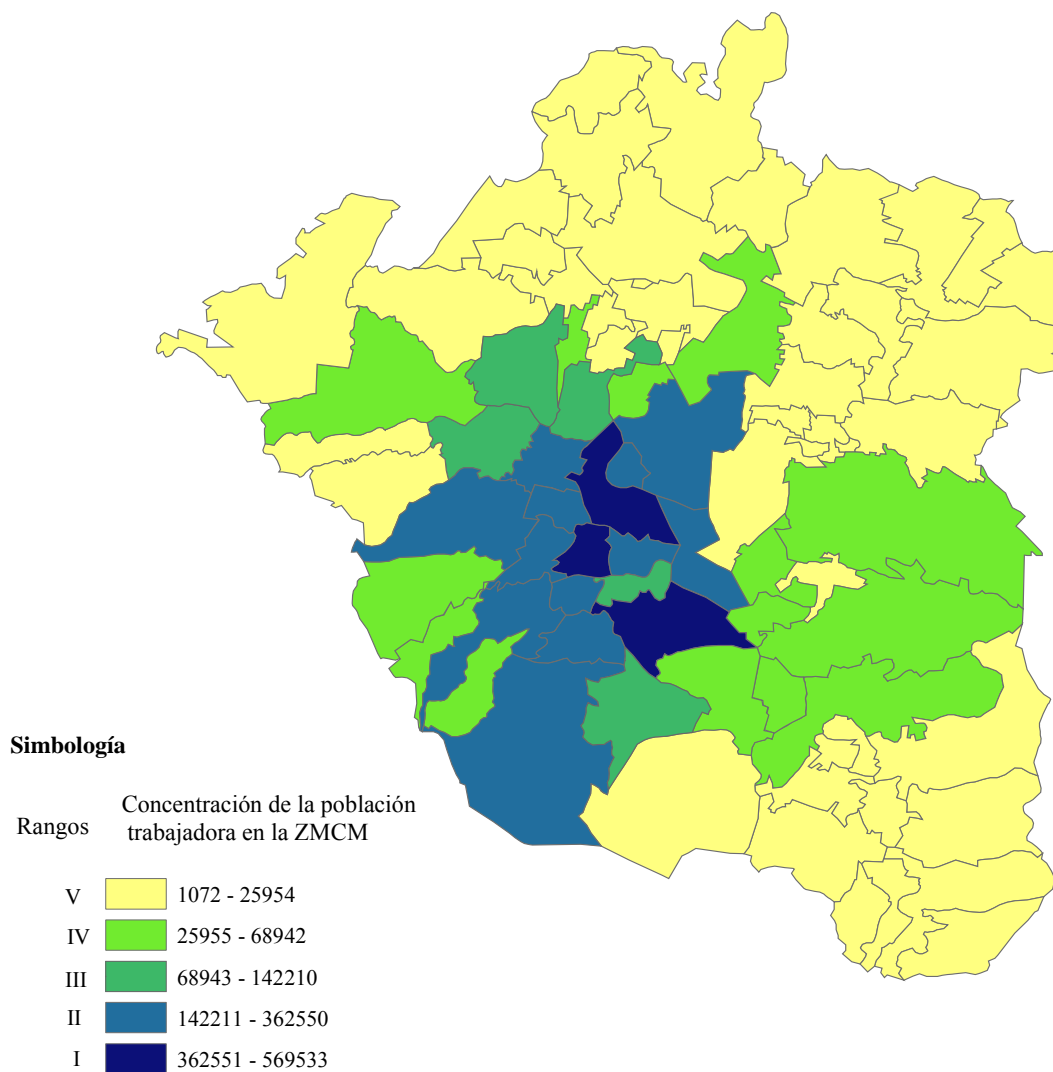 Simbología
Rangos
Concentración de la población
trabajadora en la ZMCM
V 1072 - 25954
IV 25955 - 68942
III 68943 - 142210
II 142211 - 362550
I 362551 - 569533